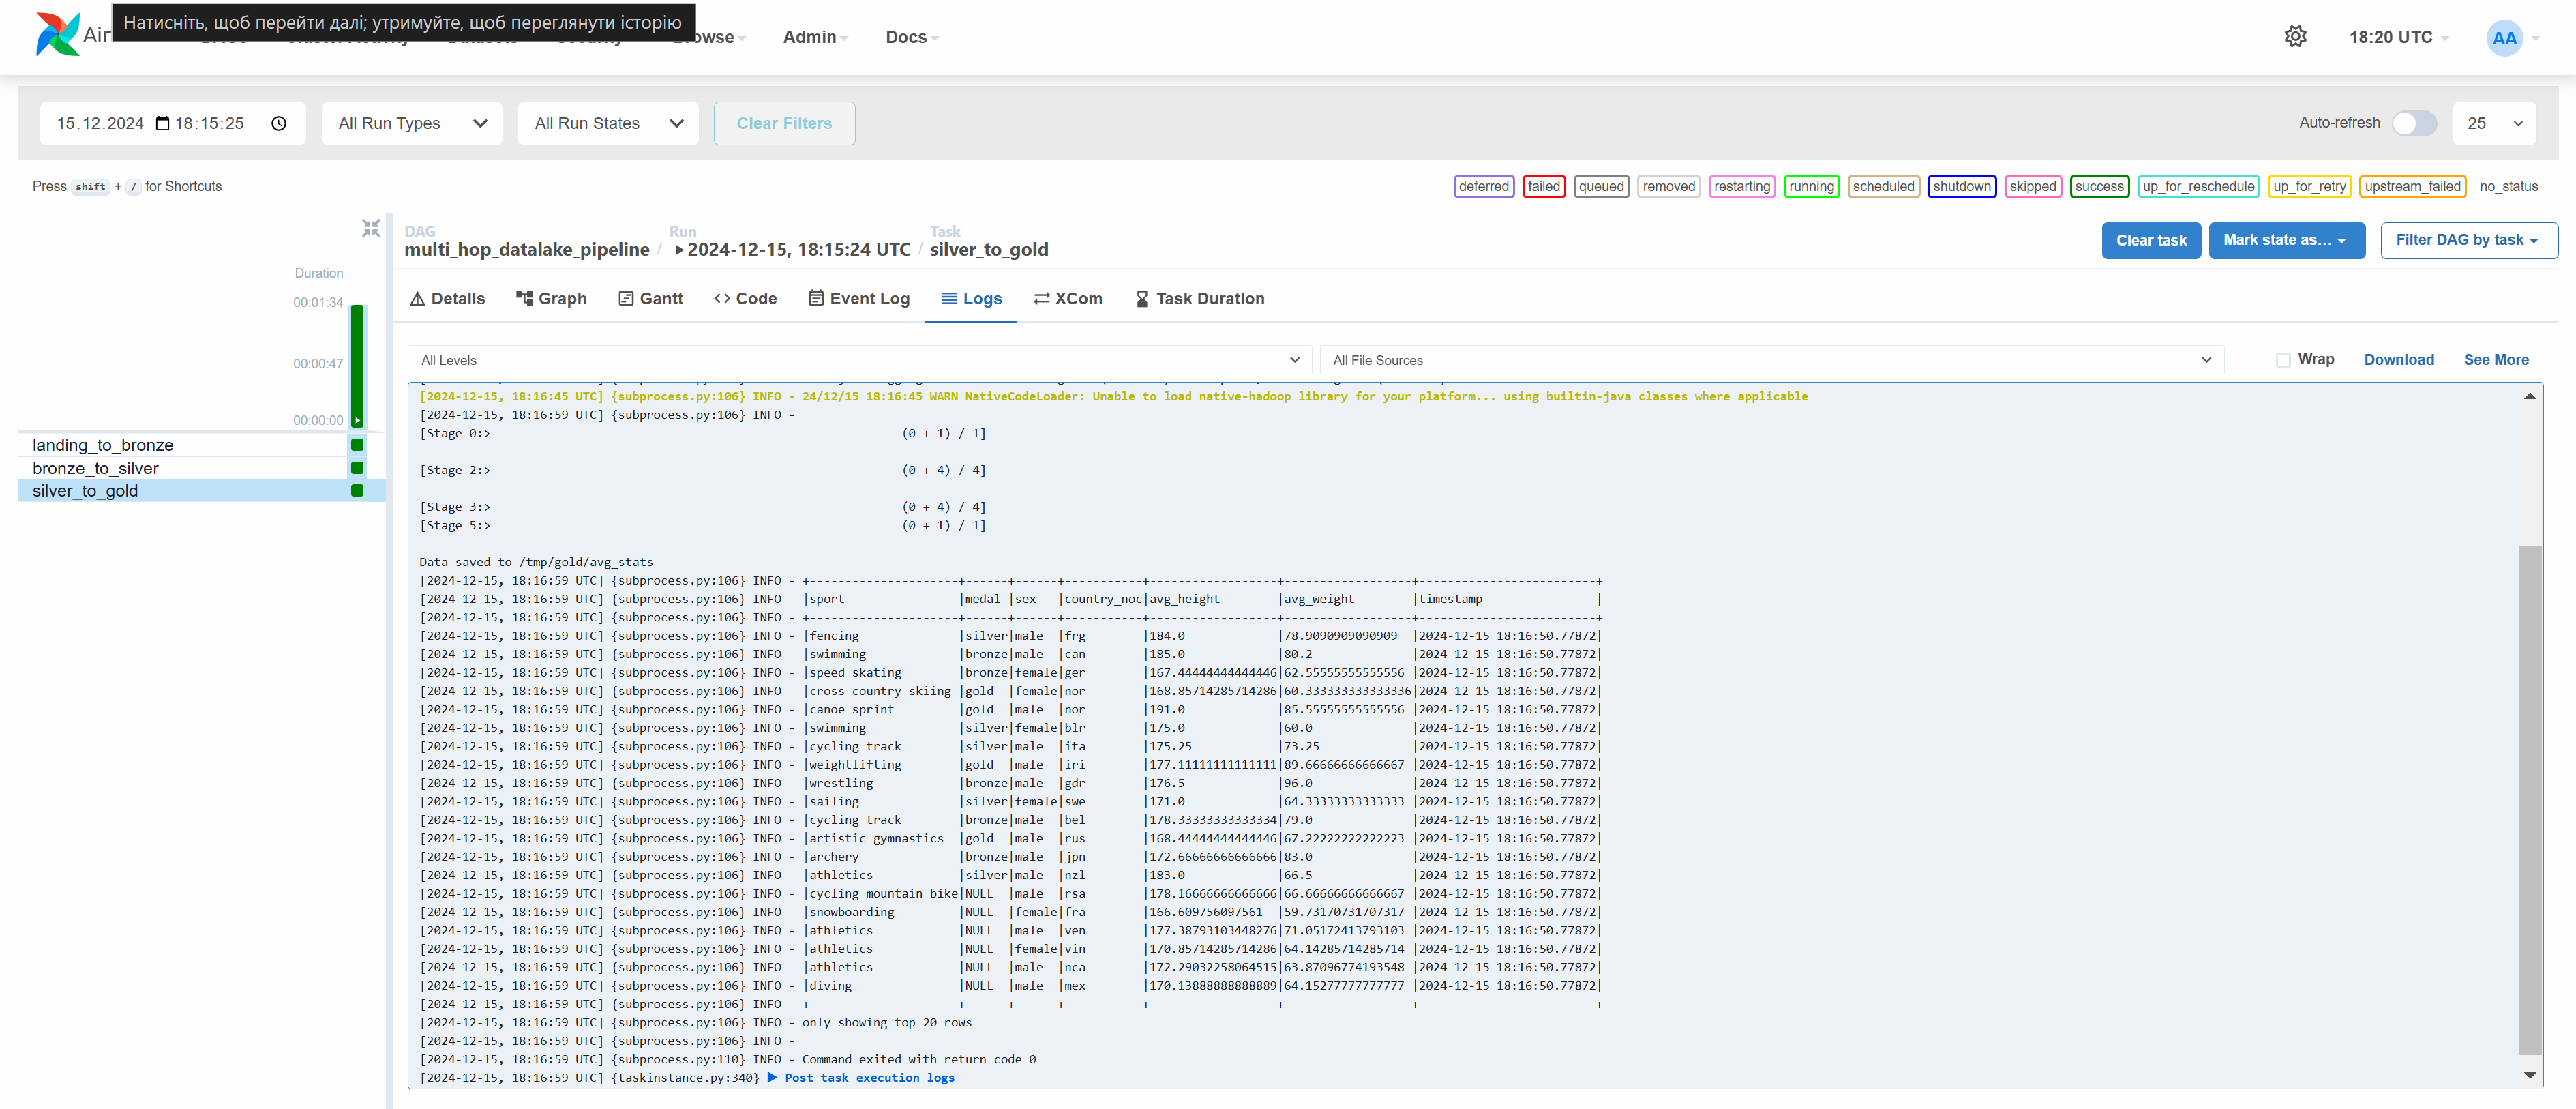 Натисніть, щоб перейти далі; утримуйте, щоб переглянути історію
Browse Admin Docs 18:20 UTC AA
15.12.2024 18:15:25 All Run Types All Run States Clear Filters Auto-refresh 25
Press shift + / for Shortcuts deferred failed queued removed restarting running scheduled shutdown skipped success up_for_reschedule up_for_retry upstream_failed no_status
Duration
00:01:34
00:00:47
00:00:00
landing_to_bronze
bronze_to_silver
silver_to_gold
DAG Run Task
multi_hop_datalake_pipeline / 2024-12-15, 18:15:24 UTC / silver_to_gold
Clear task Mark state as... Filter DAG by task
Details Graph Gantt Code Event Log Logs XCom Task Duration
All Levels All File Sources Wrap Download See More
[2024-12-15, 18:16:45 UTC] {subprocess.py:106} INFO - 24/12/15 18:16:45 WARN NativeCodeLoader: Unable to load native-hadoop library for your platform... using builtin-java classes where applicable
[2024-12-15, 18:16:59 UTC] {subprocess.py:106} INFO -
[Stage 0:> (0 + 1) / 1]
[Stage 2:> (0 + 4) / 4]
[Stage 3:> (0 + 4) / 4]
[Stage 5:> (0 + 1) / 1]
Data saved to /tmp/gold/avg_stats
[2024-12-15, 18:16:59 UTC] {subprocess.py:106} INFO - +--------------------+------+------+-----------+------------------+------------------+-------------------------+
[2024-12-15, 18:16:59 UTC] {subprocess.py:106} INFO - |sport |medal |sex |country_noc|avg_height |avg_weight |timestamp |
[2024-12-15, 18:16:59 UTC] {subprocess.py:106} INFO - +--------------------+------+------+-----------+------------------+------------------+-------------------------+
[2024-12-15, 18:16:59 UTC] {subprocess.py:106} INFO - |fencing |silver|male |frg |184.0 |78.9090909090909 |2024-12-15 18:16:50.77872|
[2024-12-15, 18:16:59 UTC] {subprocess.py:106} INFO - |swimming |bronze|male |can |185.0 |80.2 |2024-12-15 18:16:50.77872|
[2024-12-15, 18:16:59 UTC] {subprocess.py:106} INFO - |speed skating |bronze|female|ger |167.44444444444446|62.55555555555556 |2024-12-15 18:16:50.77872|
[2024-12-15, 18:16:59 UTC] {subprocess.py:106} INFO - |cross country skiing |gold |female|nor |168.85714285714286|60.333333333333336|2024-12-15 18:16:50.77872|
[2024-12-15, 18:16:59 UTC] {subprocess.py:106} INFO - |canoe sprint |gold |male |nor |191.0 |85.55555555555556 |2024-12-15 18:16:50.77872|
[2024-12-15, 18:16:59 UTC] {subprocess.py:106} INFO - |swimming |silver|female|blr |175.0 |60.0 |2024-12-15 18:16:50.77872|
[2024-12-15, 18:16:59 UTC] {subprocess.py:106} INFO - |cycling track |silver|male |ita |175.25 |73.25 |2024-12-15 18:16:50.77872|
[2024-12-15, 18:16:59 UTC] {subprocess.py:106} INFO - |weightlifting |gold |male |iri |177.11111111111111|89.66666666666667 |2024-12-15 18:16:50.77872|
[2024-12-15, 18:16:59 UTC] {subprocess.py:106} INFO - |wrestling |bronze|male |gdr |176.5 |96.0 |2024-12-15 18:16:50.77872|
[2024-12-15, 18:16:59 UTC] {subprocess.py:106} INFO - |sailing |silver|female|swe |171.0 |64.33333333333333 |2024-12-15 18:16:50.77872|
[2024-12-15, 18:16:59 UTC] {subprocess.py:106} INFO - |cycling track |bronze|male |bel |178.33333333333334|79.0 |2024-12-15 18:16:50.77872|
[2024-12-15, 18:16:59 UTC] {subprocess.py:106} INFO - |artistic gymnastics |gold |male |rus |168.44444444444446|67.22222222222223 |2024-12-15 18:16:50.77872|
[2024-12-15, 18:16:59 UTC] {subprocess.py:106} INFO - |archery |bronze|male |jpn |172.66666666666666|83.0 |2024-12-15 18:16:50.77872|
[2024-12-15, 18:16:59 UTC] {subprocess.py:106} INFO - |athletics |silver|male |nzl |183.0 |66.5 |2024-12-15 18:16:50.77872|
[2024-12-15, 18:16:59 UTC] {subprocess.py:106} INFO - |cycling mountain bike|NULL |male |rsa |178.16666666666666|66.66666666666667 |2024-12-15 18:16:50.77872|
[2024-12-15, 18:16:59 UTC] {subprocess.py:106} INFO - |snowboarding |NULL |female|fra |166.609756097561 |59.73170731707317 |2024-12-15 18:16:50.77872|
[2024-12-15, 18:16:59 UTC] {subprocess.py:106} INFO - |athletics |NULL |male |ven |177.38793103448276|71.05172413793103 |2024-12-15 18:16:50.77872|
[2024-12-15, 18:16:59 UTC] {subprocess.py:106} INFO - |athletics |NULL |female|vin |170.85714285714286|64.14285714285714 |2024-12-15 18:16:50.77872|
[2024-12-15, 18:16:59 UTC] {subprocess.py:106} INFO - |athletics |NULL |male |nca |172.29032258064515|63.87096774193548 |2024-12-15 18:16:50.77872|
[2024-12-15, 18:16:59 UTC] {subprocess.py:106} INFO - |diving |NULL |male |mex |170.13888888888889|64.15277777777777 |2024-12-15 18:16:50.77872|
[2024-12-15, 18:16:59 UTC] {subprocess.py:106} INFO - +--------------------+------+------+-----------+------------------+------------------+-------------------------+
[2024-12-15, 18:16:59 UTC] {subprocess.py:106} INFO - only showing top 20 rows
[2024-12-15, 18:16:59 UTC] {subprocess.py:106} INFO -
[2024-12-15, 18:16:59 UTC] {subprocess.py:110} INFO - Command exited with return code 0
[2024-12-15, 18:16:59 UTC] {taskinstance.py:340} ▶ Post task execution logs